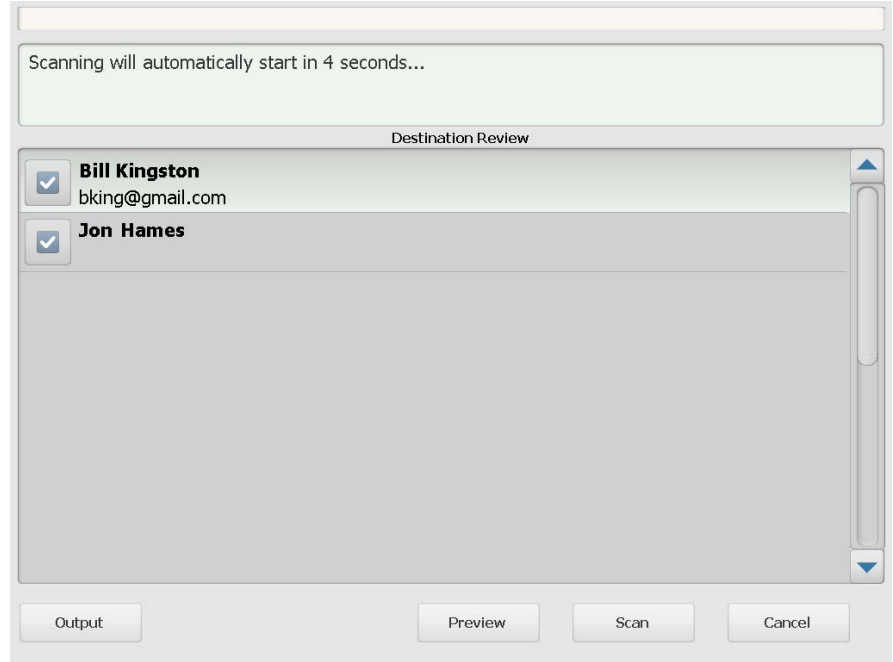 Scanning will automatically start in 4 seconds...
Destination Review
Bill Kingston
bking@gmail.com
Jon Hames
Output
Preview
Scan
Cancel